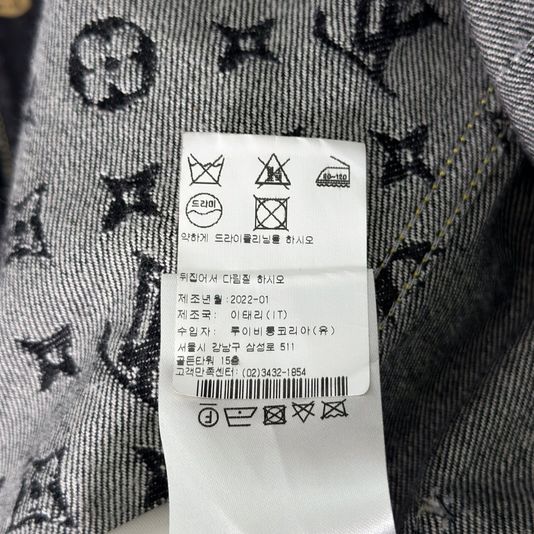 80~120
드라이
약하게 드라이클리닝을 하시오
뒤집어서 다림질 하시오
제조년월:2022-01
제조국: 이태리(IT)
수입자: 루이비통코리아(유)
서울시 강남구 삼성로 511
골든타워 15층
고객만족센터: (02)3432-1854
F